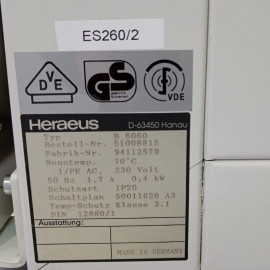 ES260/2
DVE
GS
VDE
Heraeus D-63450 Hanau
Typ B 6060
Bestell-Nr. 51008815
Fabrik-Nr. 94112579
Nenntemp. 70°C
1/PE AC, 230 Volt
50 Hz 1.7 A 0,4 kW
Schutzart IP20
Schaltplan 50011620 A3
Temp-Schutz Klasse 3.1
DIN 12880/1
Ausstattung:
MADE IN GERMANY